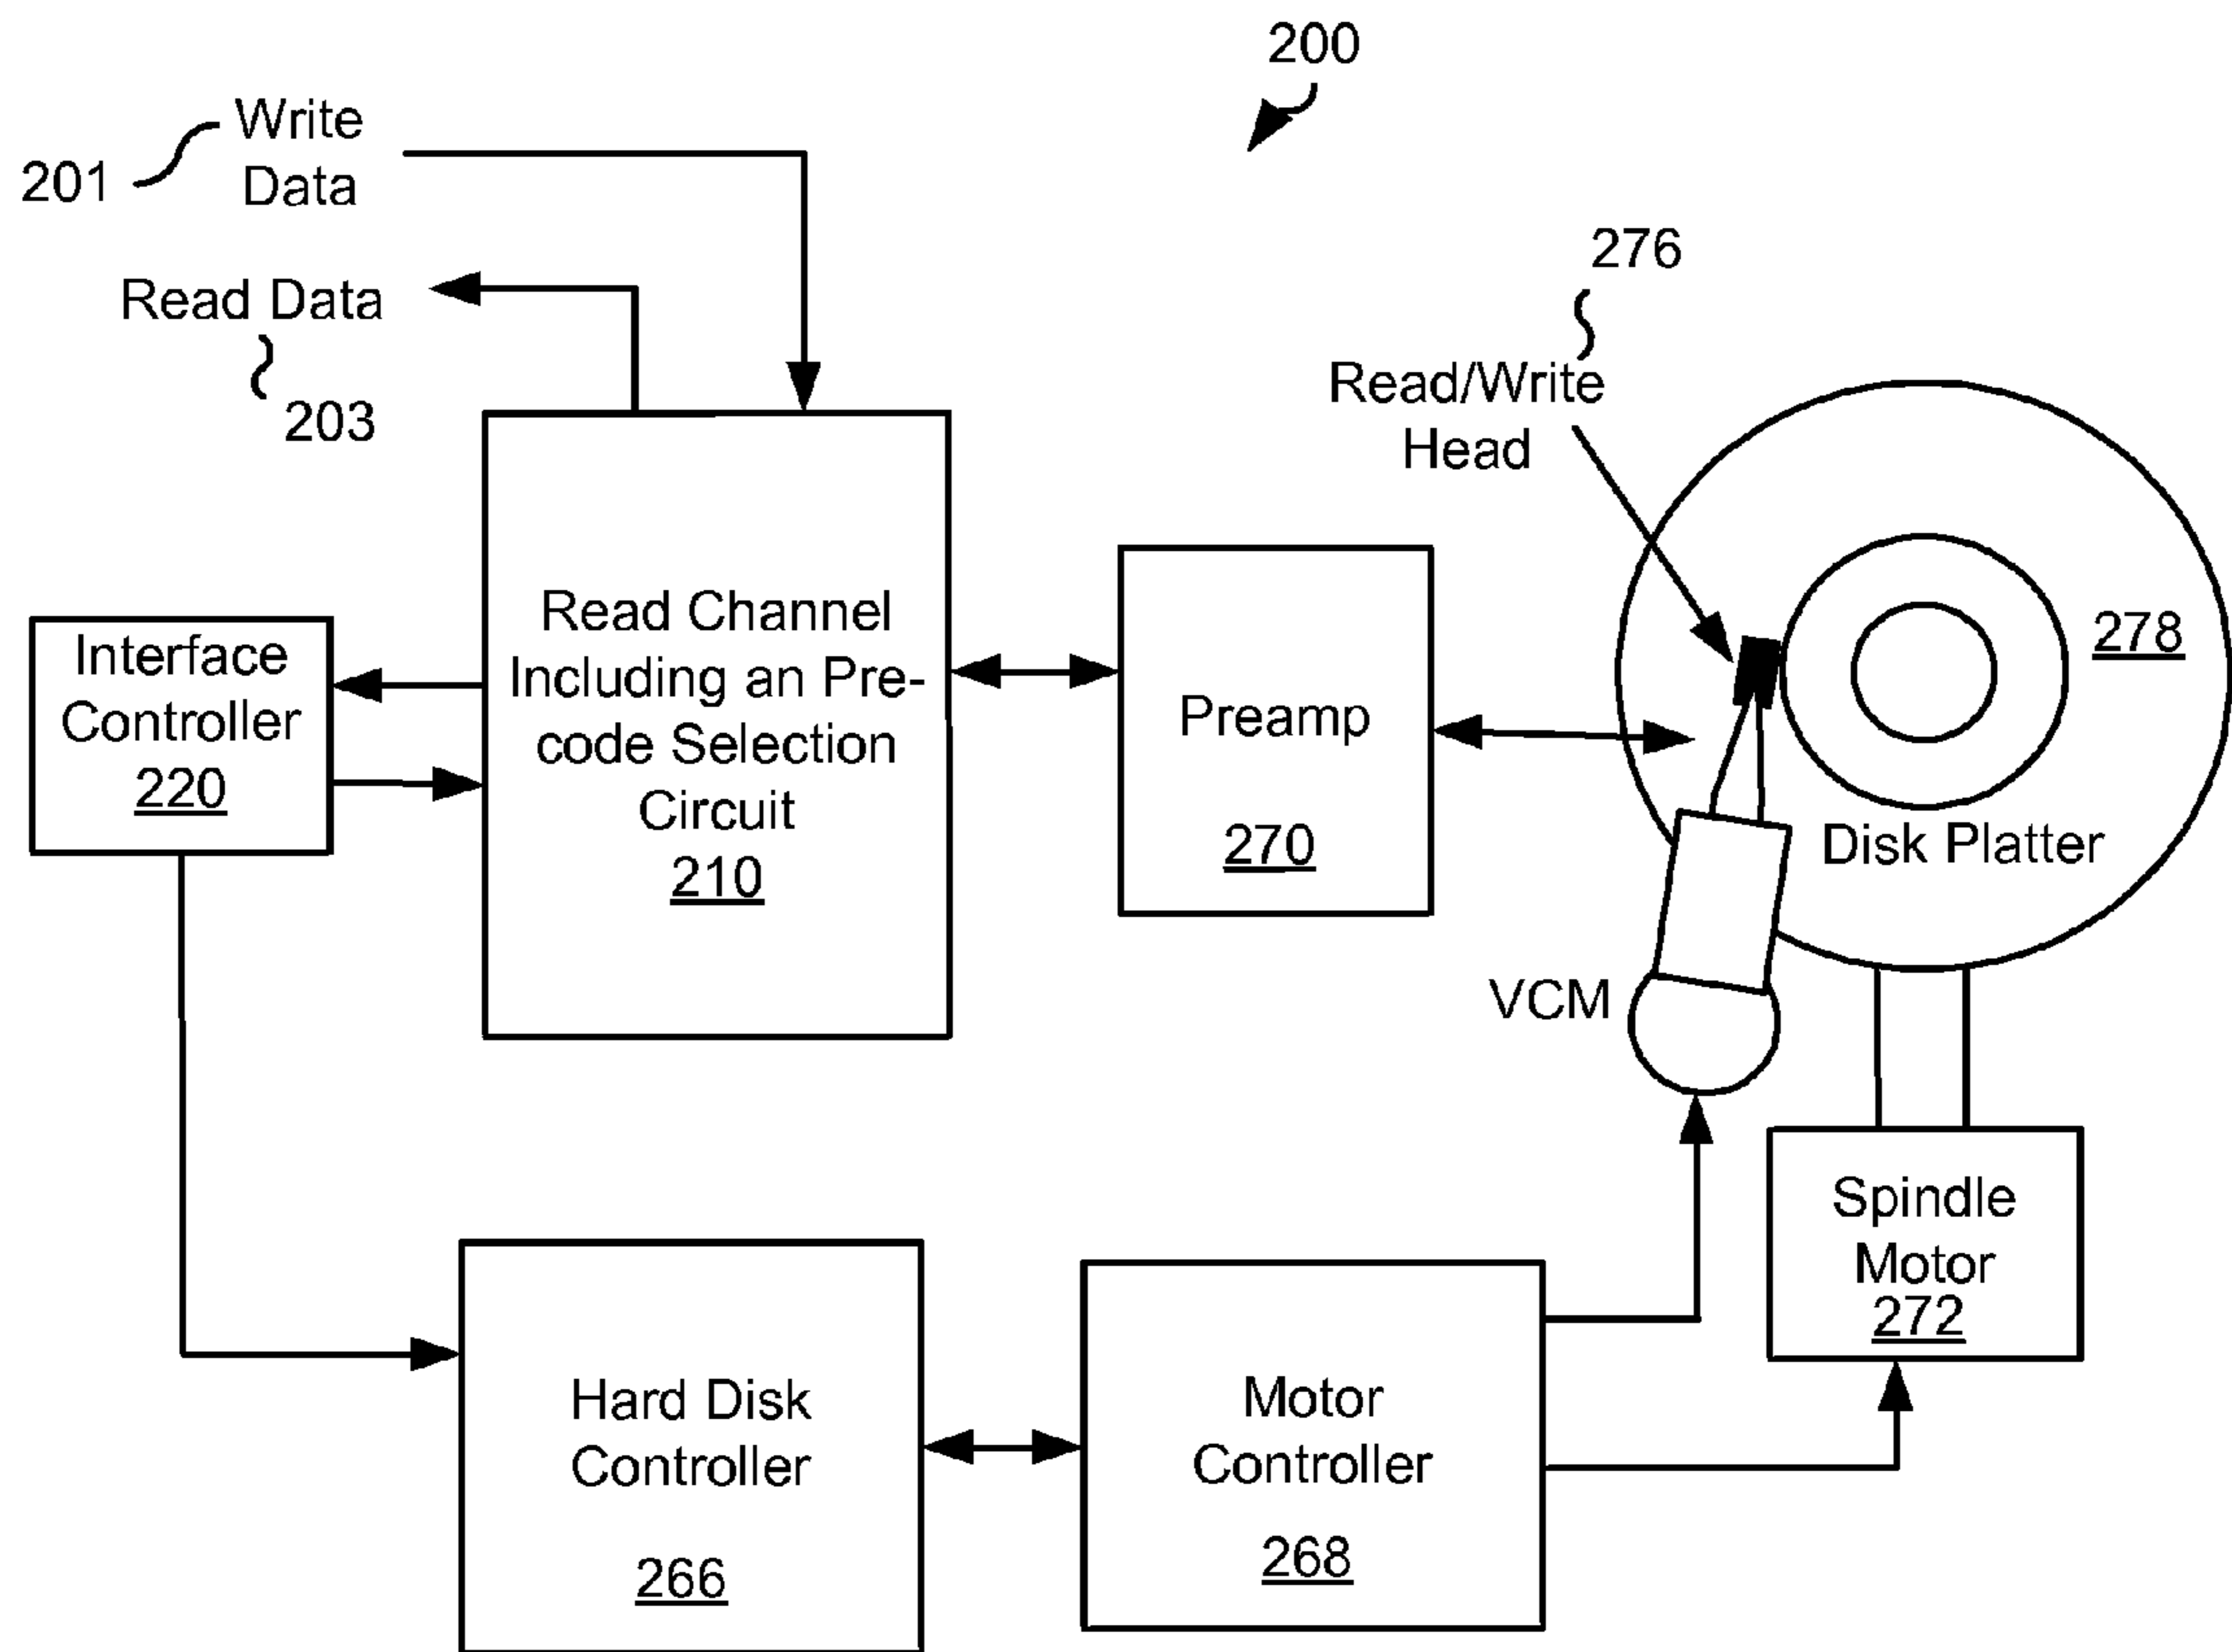 200
Write
Data
201
Read Data
203
276
Read/Write
Head
Interface
Controller
220
Read Channel
Including an Pre-
code Selection
Circuit
210
Preamp
270
278
Disk Platter
VCM
Spindle
Motor
272
Hard Disk
Controller
266
Motor
Controller
268